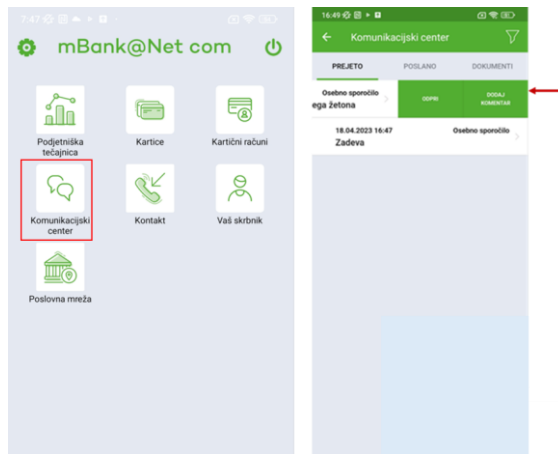 7:47
mBank@Net com
Podjetniška
tečajnica
Kartice
Kartični računi
Komunikacijski
center
Kontakt
Vaš skrbnik
Poslovna mreža
16:49
Komunikacijski center
PREJETO POSLANO DOKUMENTI
Osebno sporočilo
ega žetona
ODPRI
DODAJ
KOMENTAR
18.04.2023 16:47 Osebno sporočilo
Zadeva